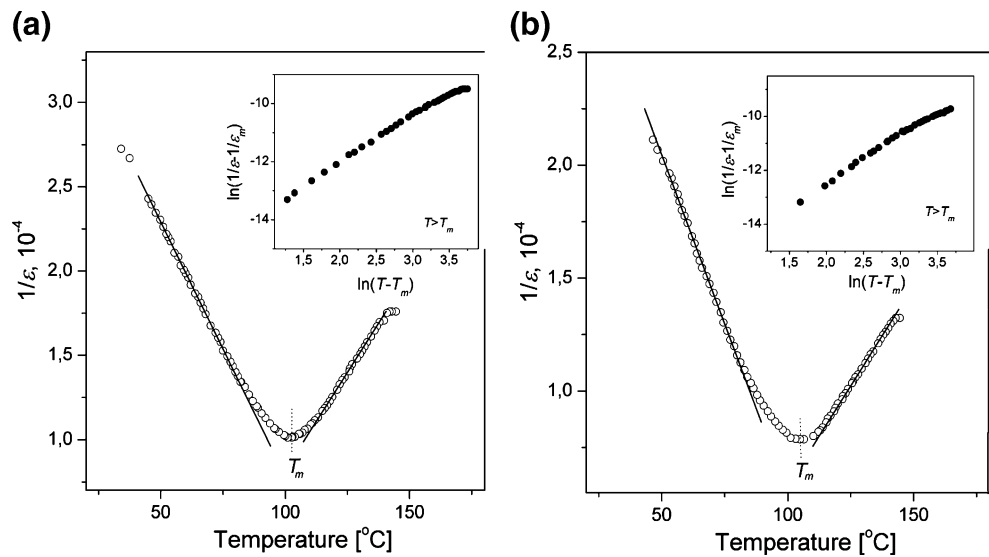 (a)
3,0
2,5
2,0
1,5
1,0
1/ε, 10⁻⁴
50
100
150
Temperature [°C]
Tₘ
-10
-12
-14
ln(1/ε-1/εₘ)
1,5 2,0 2,5 3,0 3,5
ln(T-Tₘ)
T>Tₘ
(b)
2,5
2,0
1,5
1,0
1/ε, 10⁻⁴
50
100
150
Temperature [°C]
Tₘ
-10
-12
-14
ln(1/ε-1/εₘ)
1,5 2,0 2,5 3,0 3,5
ln(T-Tₘ)
T>Tₘ